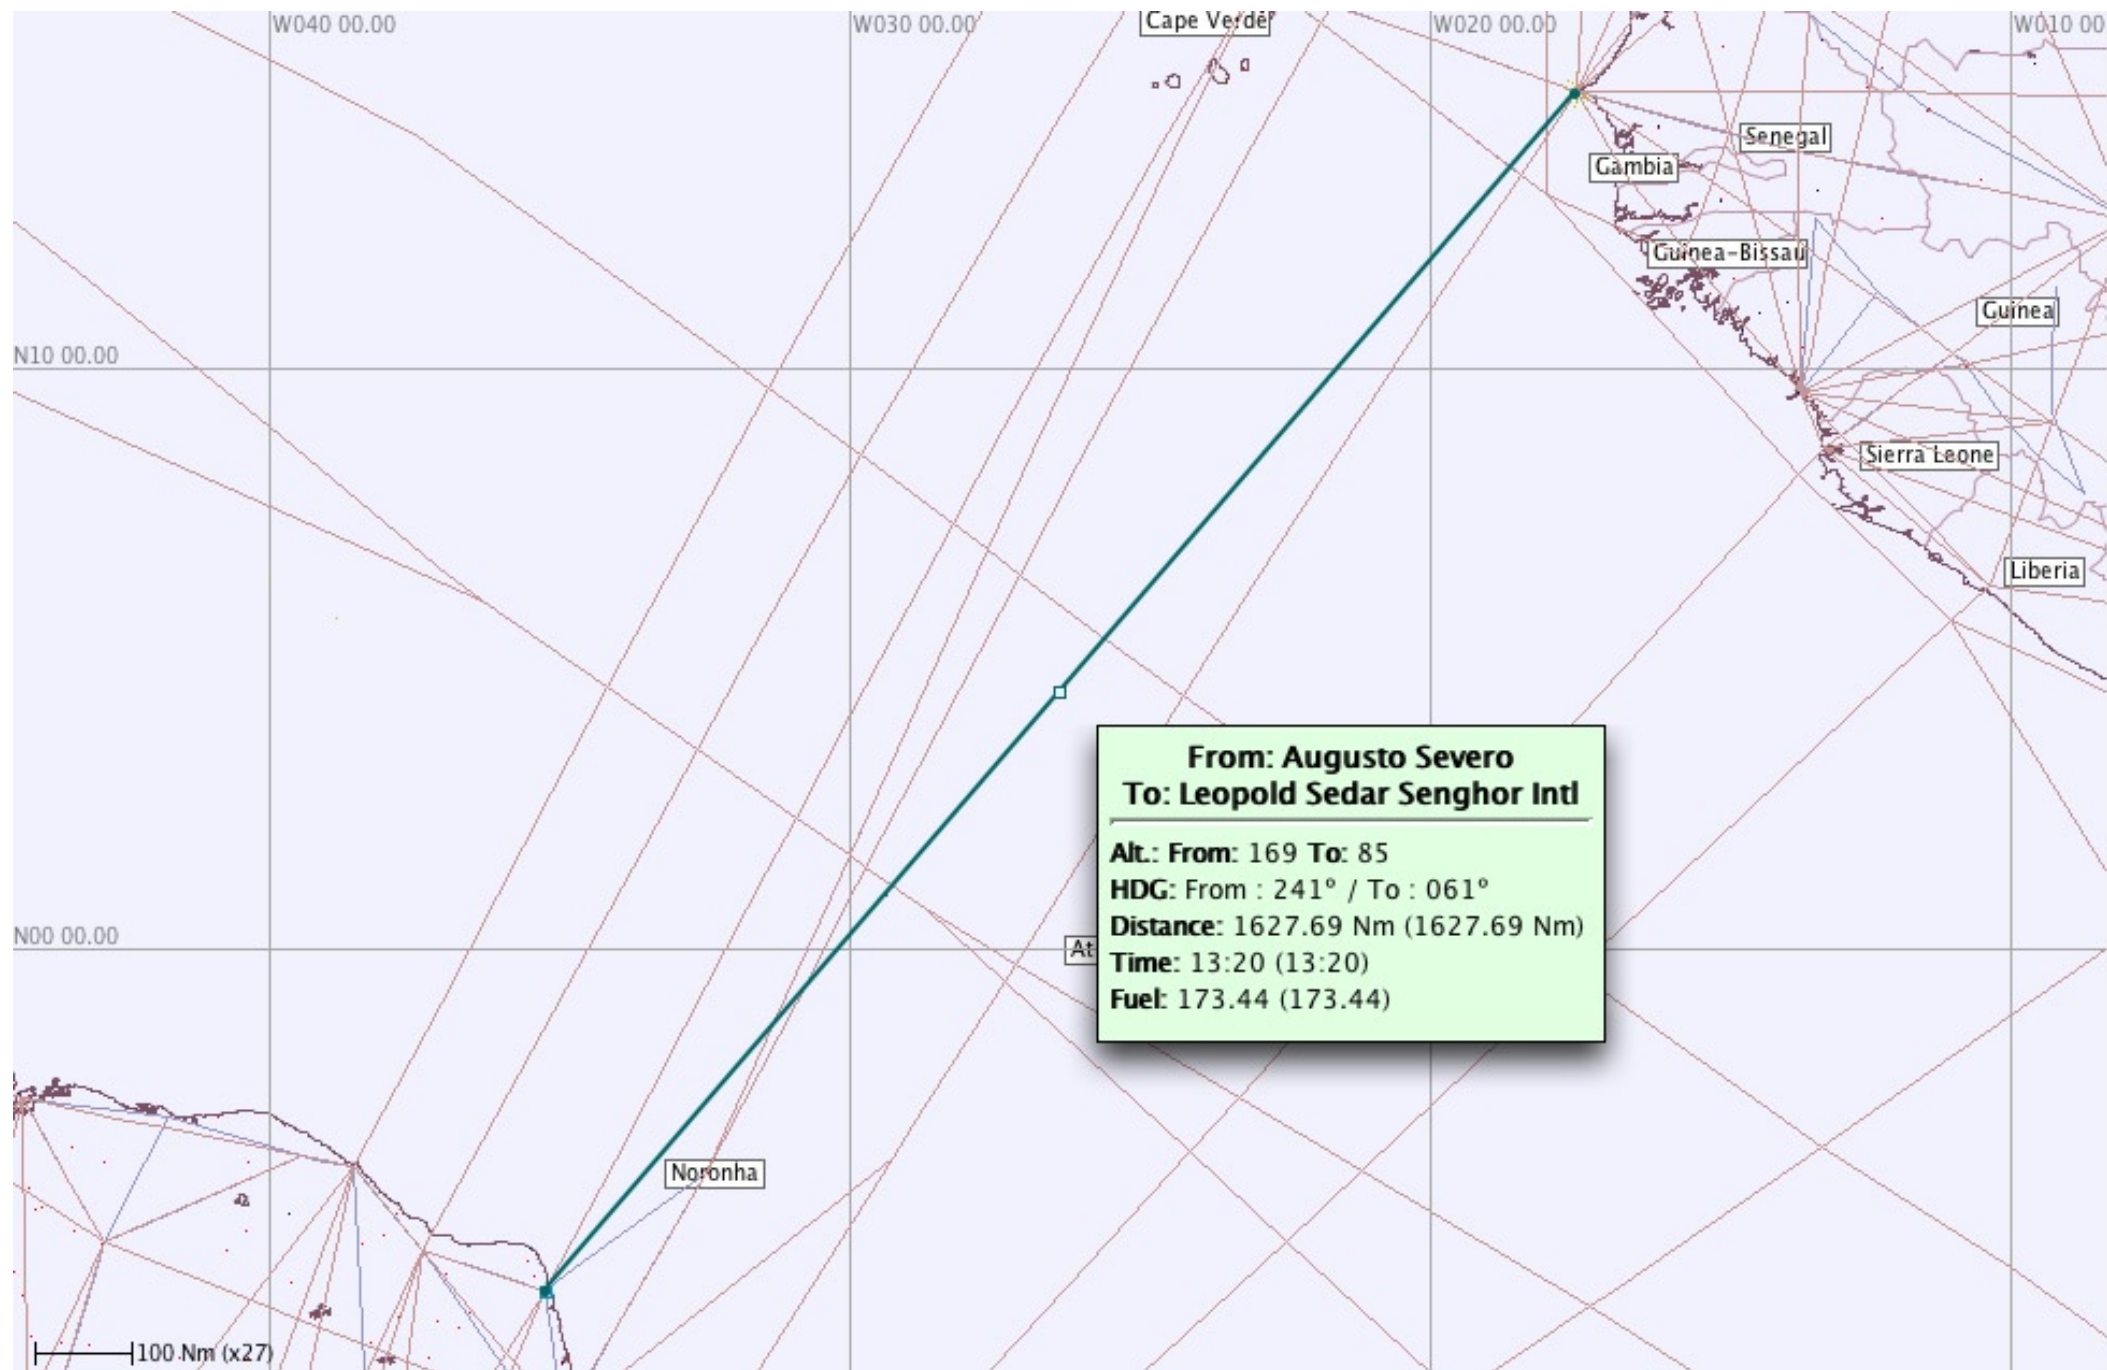 W040 00.00
W030 00.00
Cape Verde
W020 00.00
W010 00
Senegal
Gambia
Guinea-Bissau
Guinea
N10 00.00
Sierra Leone
Liberia
From: Augusto Severo
To: Leopold Sedar Senghor Intl
Alt.: From: 169 To: 85
HDG: From : 241º / To : 061º
Distance: 1627.69 Nm (1627.69 Nm)
Time: 13:20 (13:20)
Fuel: 173.44 (173.44)
N00 00.00
At
Noronha
100 Nm (x27)